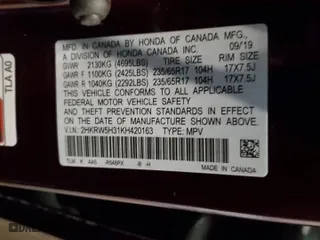 MFD. IN CANADA BY HONDA OF CANADA MFG., 09/19
A DIVISION OF HONDA CANADA INC.
GVWR 2130KG (4695LBS) TIRE SIZE RIM SIZE
GAWR F 1100KG (2425LBS) 235/65R17 104H 17X7.5J
GAWR R 1040KG (2292LBS) 235/65R17 104H 17X7.5J
THIS VEHICLE CONFORMS TO ALL APPLICABLE
FEDERAL MOTOR VEHICLE SAFETY AND
THEFT PREVENTION STANDARDS IN EFFECT ON
THE DATE OF MANUFACTURE SHOWN ABOVE.
V.I.N: 2HKRW5H31KH420163 TYPE: MPV
MADE IN CANADA
TLA A0